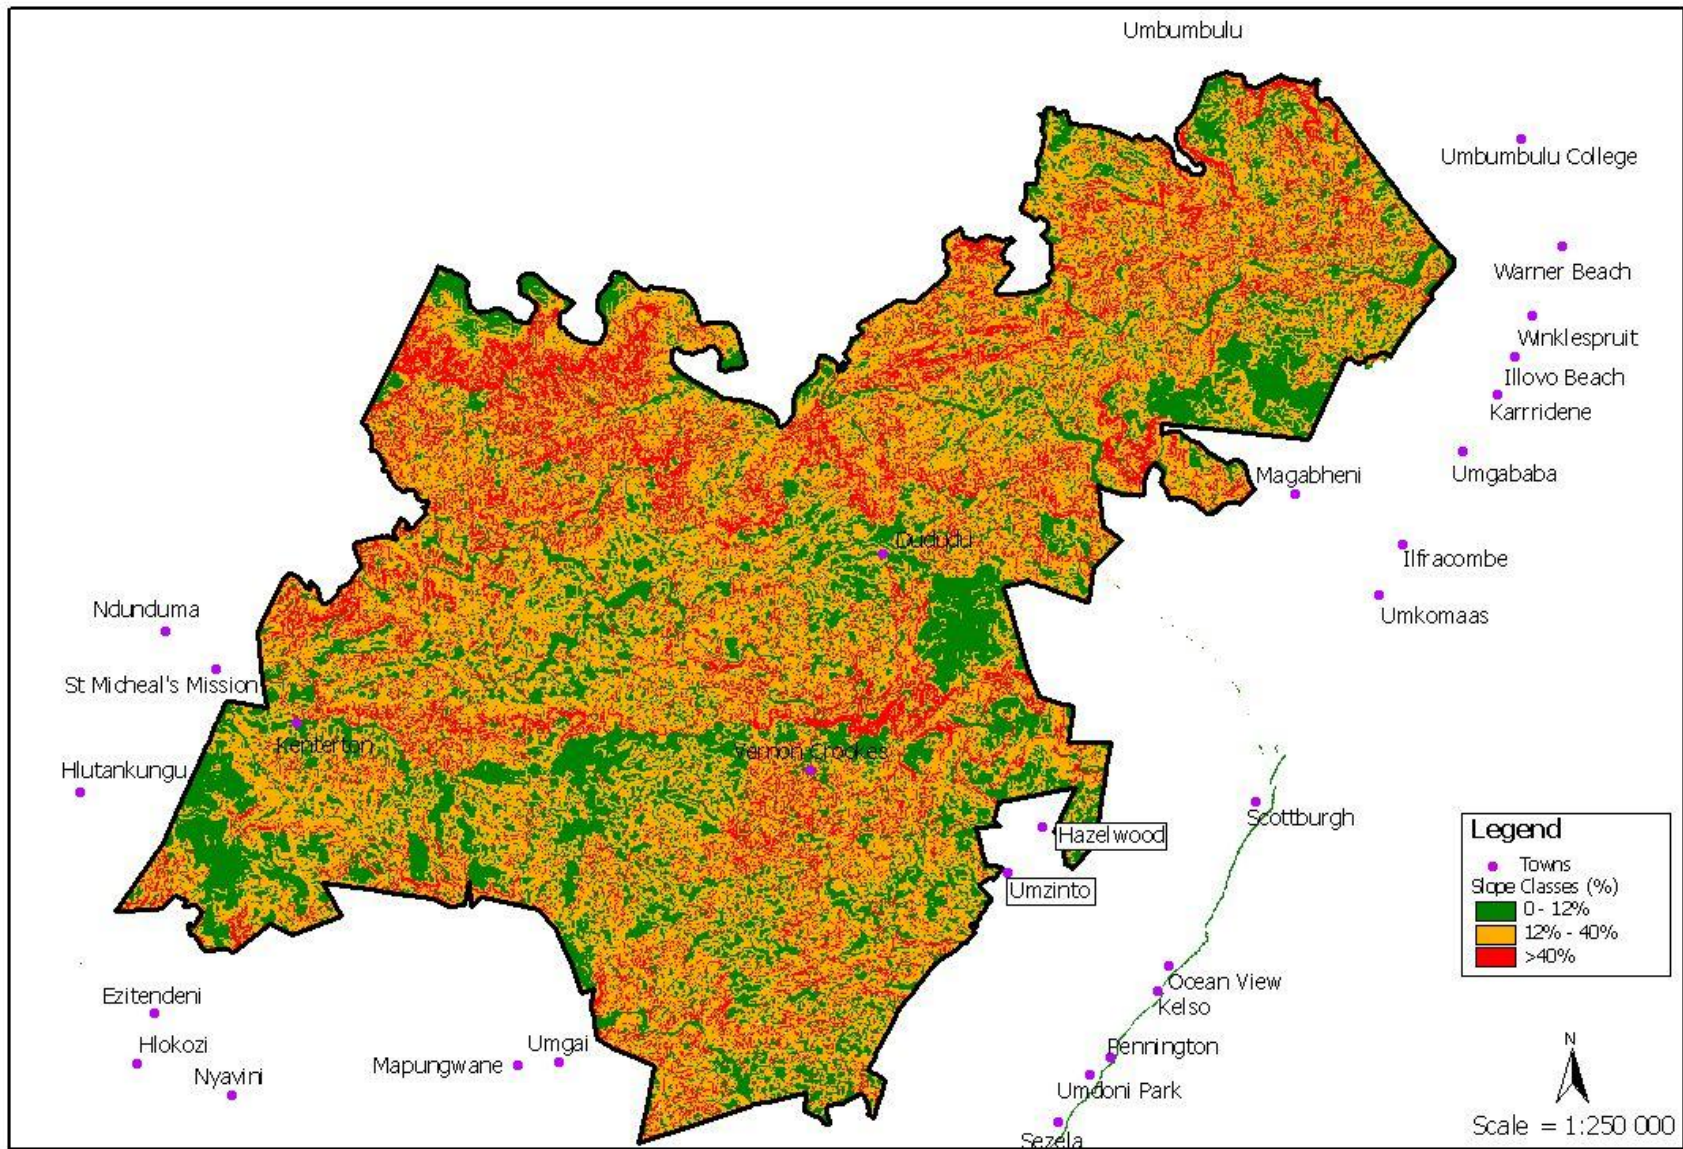 Umbumbulu
Umbumbulu College
Warner Beach
Winklespruit
Illovo Beach
Karrridene
Umgababa
Magabheni
Ilfracombe
Umkomaas
Dududu
Ndunduma
St Micheal's Mission
Kenterton
Hlutankungu
Vernon Crookes
Hazelwood
Umzinto
Scottburgh
Ocean View
Kelso
Pennington
Umdoni Park
Sezela
Ezitendeni
Hlokozi
Nyavini
Mapungwane
Umgai
Legend
Towns
Slope Classes (%)
0 - 12%
12% - 40%
>40%
N
Scale = 1:250 000